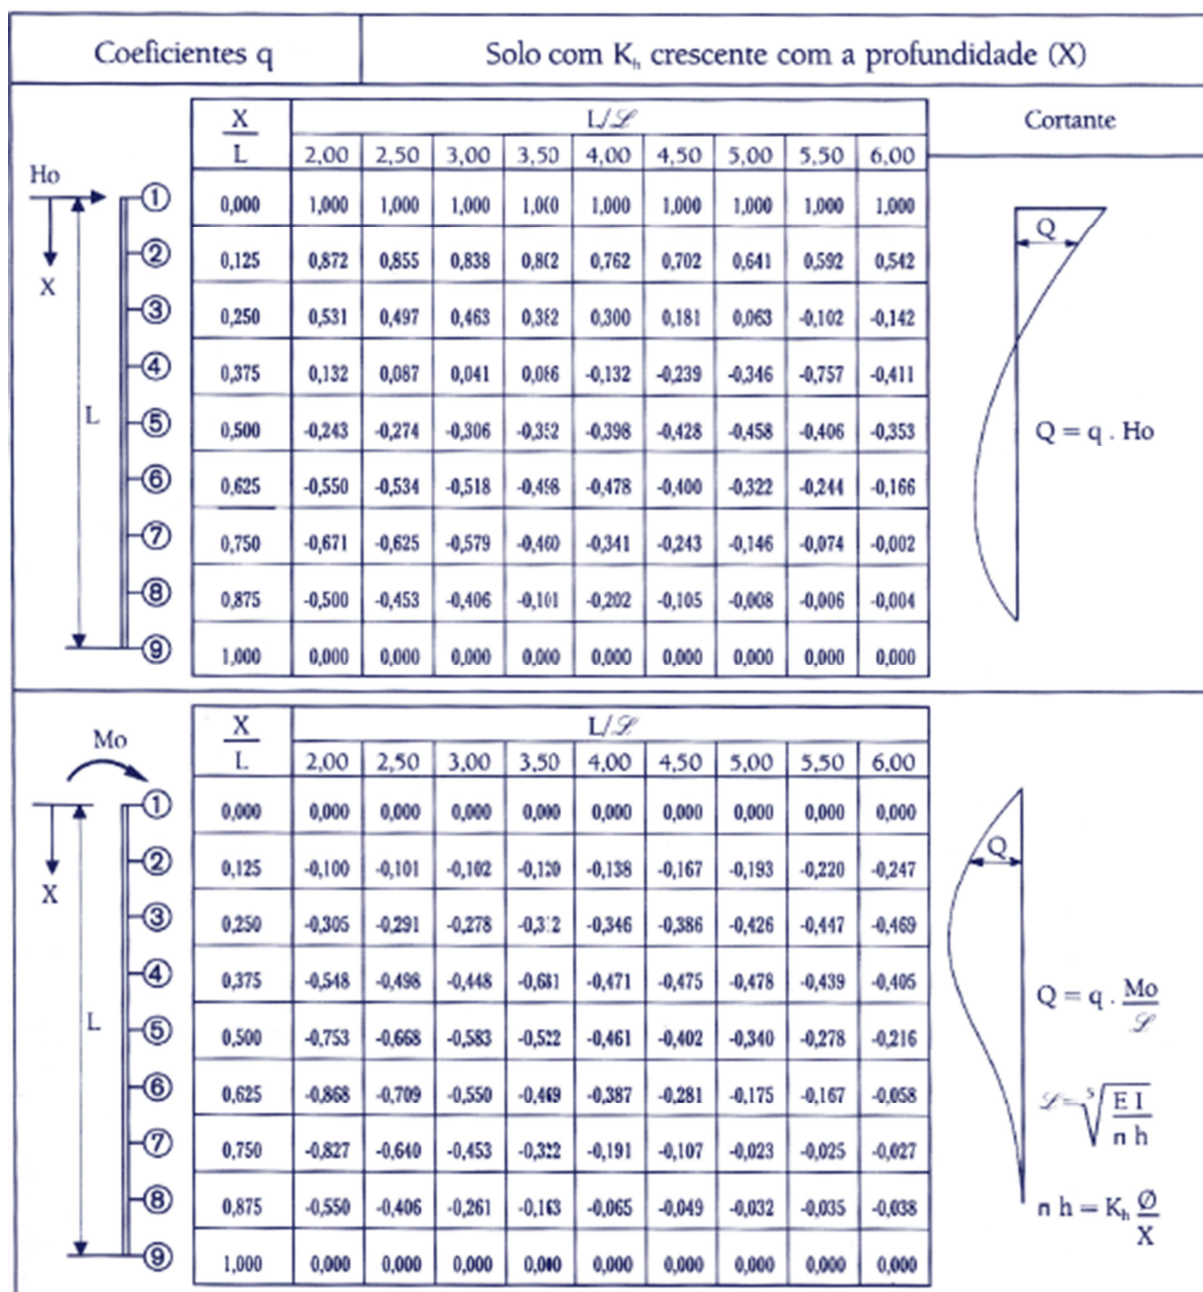 Coeficientes q
Solo com Kₕ crescente com a profundidade (X)
X/L L/ℒ
2,00 2,50 3,00 3,50 4,00 4,50 5,00 5,50 6,00
Cortante
Ho
X
L
① 0,000 1,000 1,000 1,000 1,000 1,000 1,000 1,000 1,000 1,000
② 0,125 0,872 0,855 0,838 0,802 0,762 0,702 0,641 0,592 0,542
③ 0,250 0,531 0,497 0,463 0,382 0,300 0,181 0,063 -0,102 -0,142
④ 0,375 0,132 0,087 0,041 0,086 -0,132 -0,239 -0,346 -0,757 -0,411
⑤ 0,500 -0,243 -0,274 -0,306 -0,352 -0,398 -0,428 -0,458 -0,406 -0,353
⑥ 0,625 -0,550 -0,534 -0,518 -0,498 -0,478 -0,400 -0,322 -0,244 -0,166
⑦ 0,750 -0,671 -0,625 -0,579 -0,460 -0,341 -0,243 -0,146 -0,074 -0,002
⑧ 0,875 -0,500 -0,453 -0,406 -0,101 -0,202 -0,105 -0,008 -0,006 -0,004
⑨ 1,000 0,000 0,000 0,000 0,000 0,000 0,000 0,000 0,000 0,000
Q
Q = q . Ho
X/L L/ℒ
2,00 2,50 3,00 3,50 4,00 4,50 5,00 5,50 6,00
Mo
X
L
① 0,000 0,000 0,000 0,000 0,000 0,000 0,000 0,000 0,000 0,000
② 0,125 -0,100 -0,101 -0,102 -0,120 -0,138 -0,167 -0,193 -0,220 -0,247
③ 0,250 -0,305 -0,291 -0,278 -0,346 -0,386 -0,426 -0,447 -0,469
④ 0,375 -0,548 -0,498 -0,448 -0,631 -0,471 -0,475 -0,478 -0,439 -0,405
⑤ 0,500 -0,753 -0,668 -0,583 -0,522 -0,461 -0,402 -0,340 -0,278 -0,216
⑥ 0,625 -0,868 -0,709 -0,550 -0,469 -0,387 -0,281 -0,175 -0,167 -0,058
⑦ 0,750 -0,827 -0,640 -0,453 -0,322 -0,191 -0,107 -0,023 -0,025 -0,027
⑧ 0,875 -0,550 -0,406 -0,261 -0,163 -0,065 -0,049 -0,032 -0,035 -0,038
⑨ 1,000 0,000 0,000 0,000 0,000 0,000 0,000 0,000 0,000 0,000
Q
Q = q . Mo/ℒ
ℒ = ⁵√(E I / n h)
n h = Kₕ Ø/X